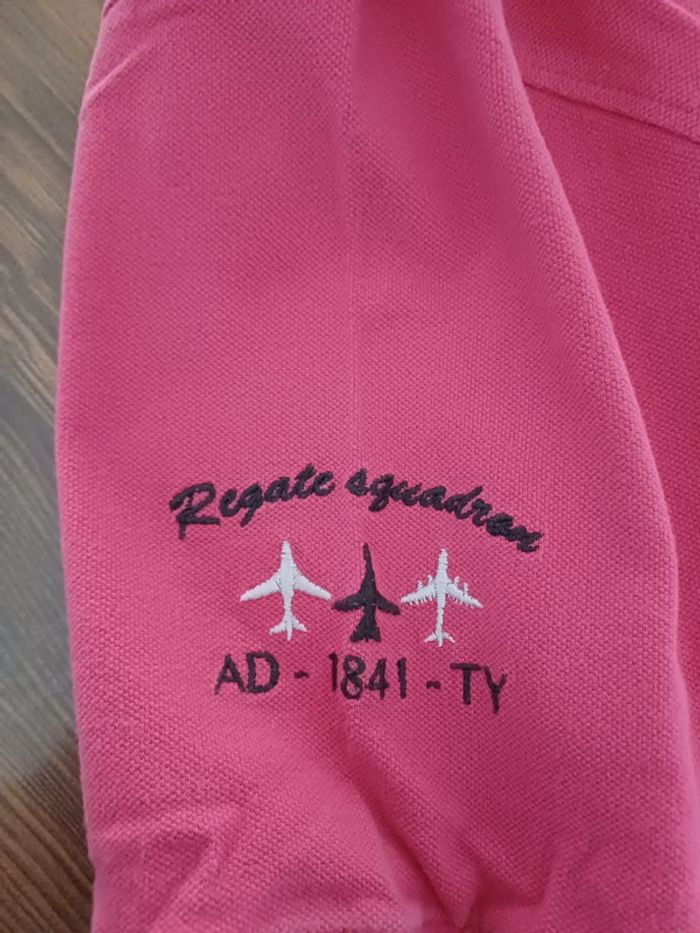 Regate squadron
AD - 1841 - TY